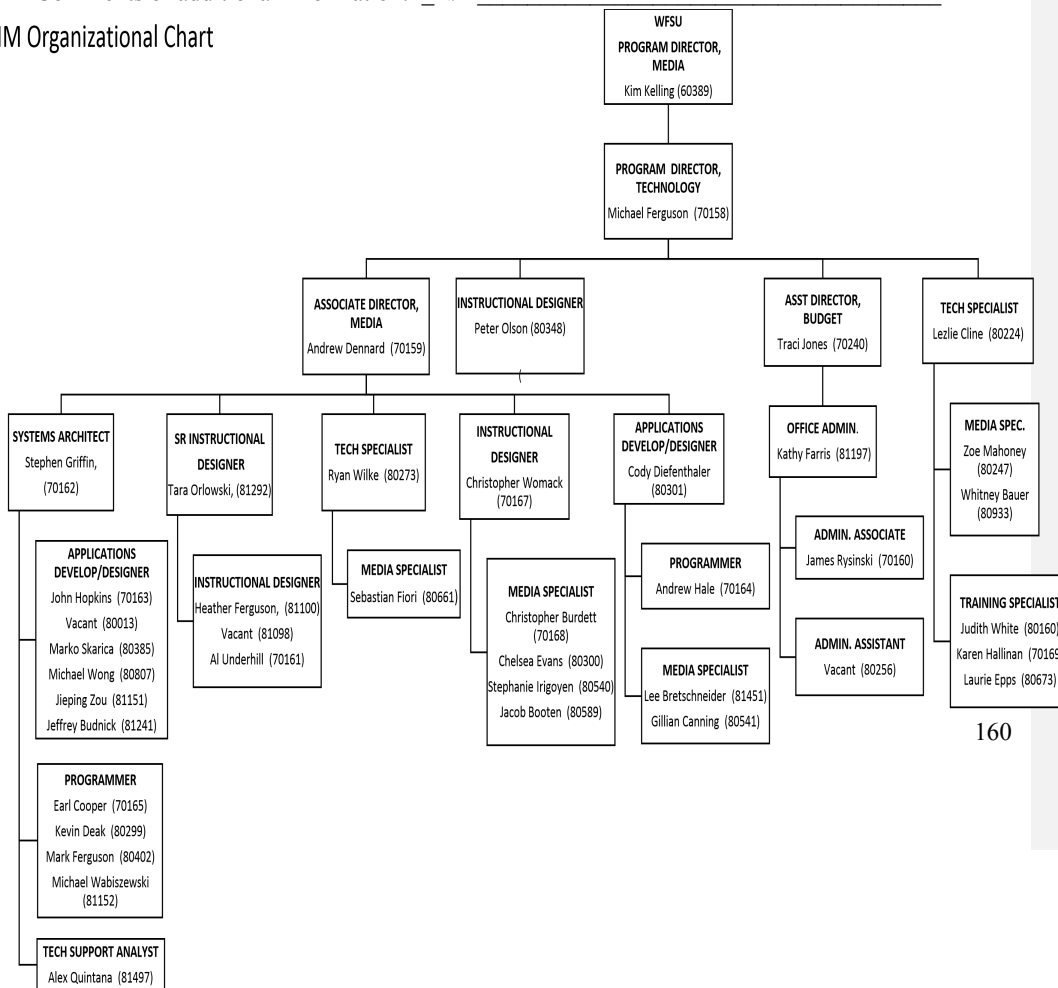 IM Organizational Chart
WFSU
PROGRAM DIRECTOR,
MEDIA
Kim Kelling (60389)
PROGRAM DIRECTOR,
TECHNOLOGY
Michael Ferguson (70158)
ASSOCIATE DIRECTOR,
MEDIA
Andrew Dennard (70159)
INSTRUCTIONAL DESIGNER
Peter Olson (80348)
ASST DIRECTOR,
BUDGET
Traci Jones (70240)
TECH SPECIALIST
Lezlie Cline (80224)
SYSTEMS ARCHITECT
Stephen Griffin,
(70162)
SR INSTRUCTIONAL
DESIGNER
Tara Orlowski, (81292)
TECH SPECIALIST
Ryan Wilke (80273)
INSTRUCTIONAL
DESIGNER
Christopher Womack
(70167)
APPLICATIONS
DEVELOP/DESIGNER
Cody Diefenthaler
(80301)
OFFICE ADMIN.
Kathy Farris (81197)
MEDIA SPEC.
Zoe Mahoney
(80247)
Whitney Bauer
(80933)
APPLICATIONS
DEVELOP/DESIGNER
John Hopkins (70163)
Vacant (80013)
Marko Skarica (80385)
Michael Wong (80807)
Jieping Zou (81151)
Jeffrey Budnick (81241)
INSTRUCTIONAL DESIGNER
Heather Ferguson, (81100)
Vacant (81098)
Al Underhill (70161)
MEDIA SPECIALIST
Sebastian Fiori (80661)
MEDIA SPECIALIST
Christopher Burdett
(70168)
Chelsea Evans (80300)
Stephanie Irigoyen (80540)
Jacob Booten (80589)
PROGRAMMER
Andrew Hale (70164)
MEDIA SPECIALIST
Lee Bretschneider (81451)
Gillian Canning (80541)
ADMIN. ASSOCIATE
James Rysinski (70160)
ADMIN. ASSISTANT
Vacant (80256)
TRAINING SPECIALIST
Judith White (80160)
Karen Hallinan (70169
Laurie Epps (80673)
160
PROGRAMMER
Earl Cooper (70165)
Kevin Deak (80299)
Mark Ferguson (80402)
Michael Wabiszewski
(81152)
TECH SUPPORT ANALYST
Alex Quintana (81497)